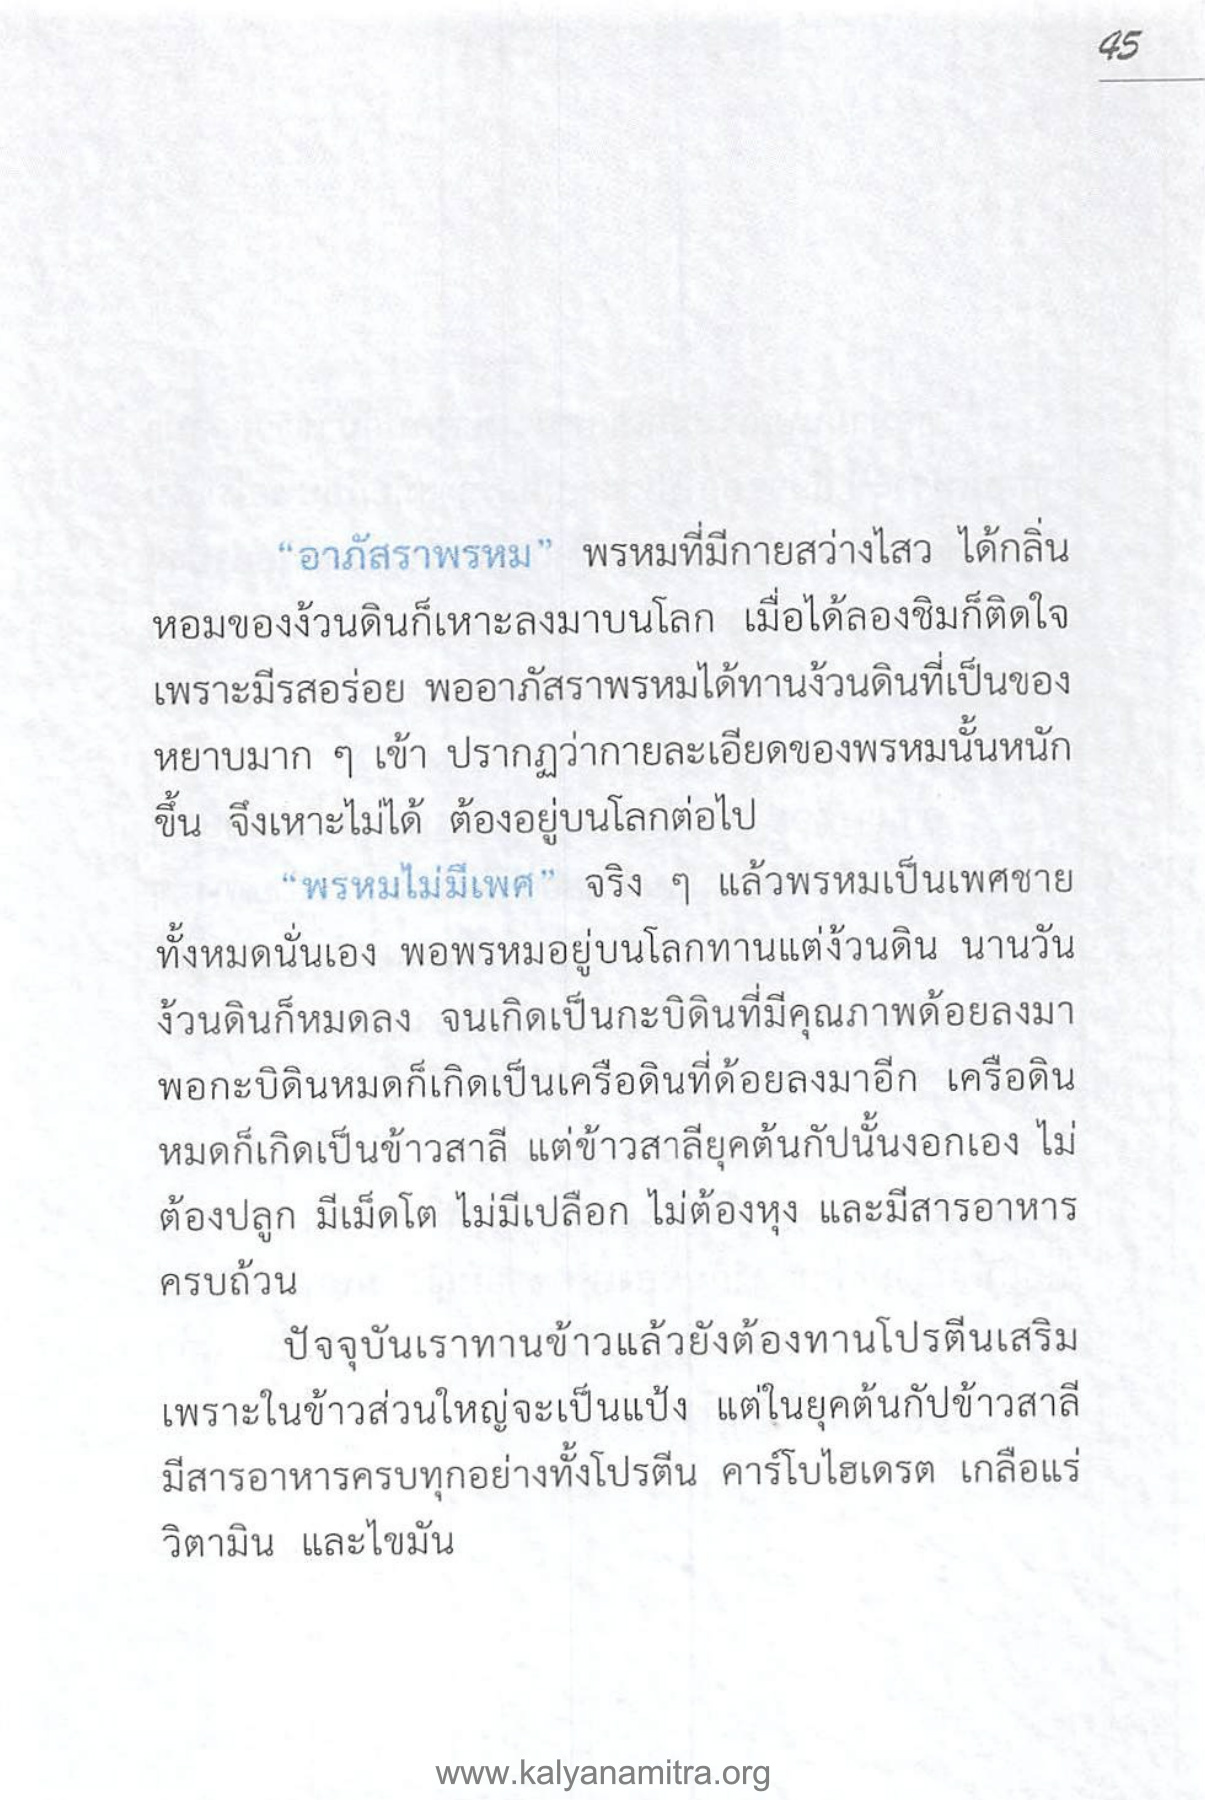 45
“อาภัสราพรหม” พรหมที่มีกายสว่างไสว ได้กลิ่น
หอมของง้วนดินก็เหาะลงมาบนโลก เมื่อได้ลองชิมก็ติดใจ
เพราะมีรสอร่อย พออาภัสราพรหมได้ทานง้วนดินที่เป็นของ
หยาบมาก ๆ เข้า ปรากฏว่ากายละเอียดของพรหมนั้นหนัก
ขึ้น จึงเหาะไม่ได้ ต้องอยู่บนโลกต่อไป
“พรหมไม่มีเพศ” จริง ๆ แล้วพรหมเป็นเพศชาย
ทั้งหมดนั่นเอง พอพรหมอยู่บนโลกทานแต่ง้วนดิน นานวัน
ง้วนดินก็หมดลง จนเกิดเป็นกะบิดินที่มีคุณภาพด้อยลงมา
พอกะบิดินหมดก็เกิดเป็นเครือดินที่ด้อยลงมาอีก เครือดิน
หมดก็เกิดเป็นข้าวสาลี แต่ข้าวสาลียุคต้นกัปนั้นงอกเอง ไม่
ต้องปลูก มีเม็ดโต ไม่มีเปลือก ไม่ต้องหุง และมีสารอาหาร
ครบถ้วน
ปัจจุบันเราทานข้าวแล้วยังต้องทานโปรตีนเสริม
เพราะในข้าวส่วนใหญ่จะเป็นแป้ง แต่ในยุคต้นกัปข้าวสาลี
มีสารอาหารครบทุกอย่างทั้งโปรตีน คาร์โบไฮเดรต เกลือแร่
วิตามิน และไขมัน
www.kalyanamitra.org